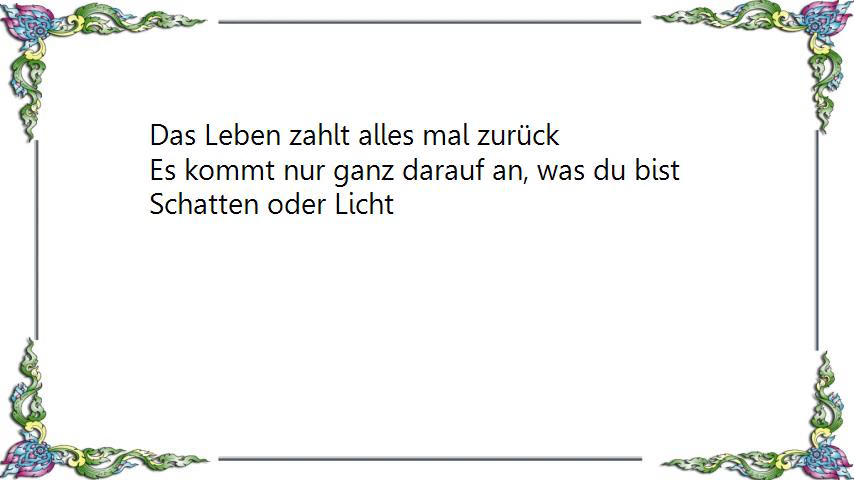 Das Leben zahlt alles mal zurück
Es kommt nur ganz darauf an, was du bist
Schatten oder Licht